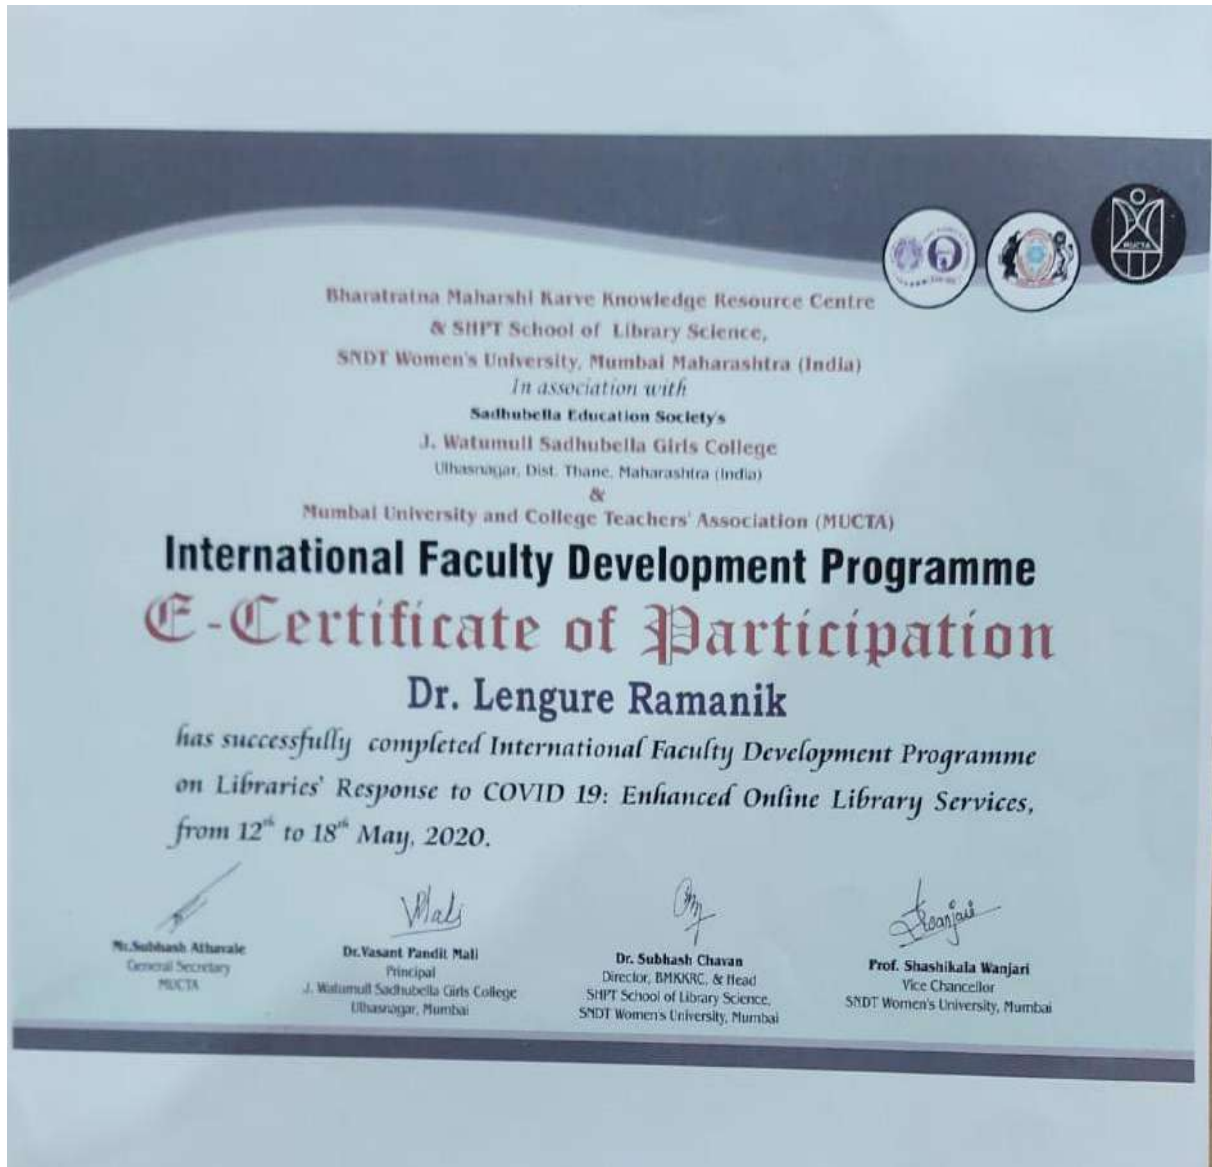 MUCTA
Bharatratna Maharshi Karve Knowledge Resource Centre
& SHPT School of Library Science,
SNDT Women's University, Mumbai Maharashtra (India)
In association with
Sadhubella Education Society's
J. Watumull Sadhubella Girls College
Ulhasnagar, Dist. Thane, Maharashtra (India)
&
Mumbai University and College Teachers' Association (MUCTA)
International Faculty Development Programme
E-Certificate of Participation
Dr. Lengure Ramanik
has successfully completed International Faculty Development Programme
on Libraries' Response to COVID 19: Enhanced Online Library Services,
from 12th to 18th May, 2020.
Mr.Subhash Athavale
General Secretary
MUCTA
Dr.Vasant Pandit Mali
Principal
J. Watumull Sadhubella Girls College
Ulhasnagar, Mumbai
Dr. Subhash Chavan
Director, BMKKRC, & Head
SHPT School of Library Science,
SNDT Women's University, Mumbai
Prof. Shashikala Wanjari
Vice Chancellor
SNDT Women's University, Mumbai